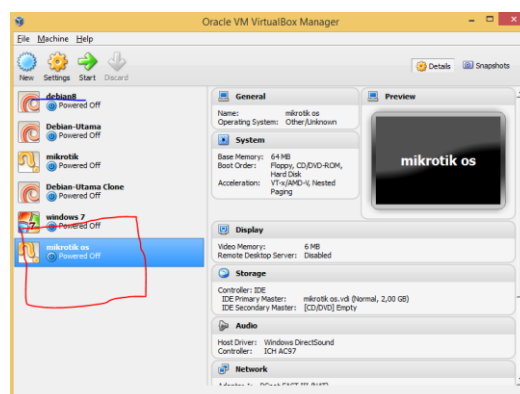 Oracle VM VirtualBox Manager
File Machine Help
New Settings Start Discard
Details Snapshots
debian8
Powered Off
Debian-Utama
Powered Off
mikrotik
Powered Off
Debian-Utama Clone
Powered Off
windows 7
Powered Off
mikrotik os
Powered Off
General
Name: mikrotik os
Operating System: Other/Unknown
System
Base Memory: 64 MB
Boot Order: Floppy, CD/DVD-ROM,
Hard Disk
Acceleration: VT-x/AMD-V, Nested
Paging
Preview
mikrotik os
Display
Video Memory: 6 MB
Remote Desktop Server: Disabled
Storage
Controller: IDE
IDE Primary Master: mikrotik os.vdi (Normal, 2,00 GB)
IDE Secondary Master: [CD/DVD] Empty
Audio
Host Driver: Windows DirectSound
Controller: ICH AC97
Network